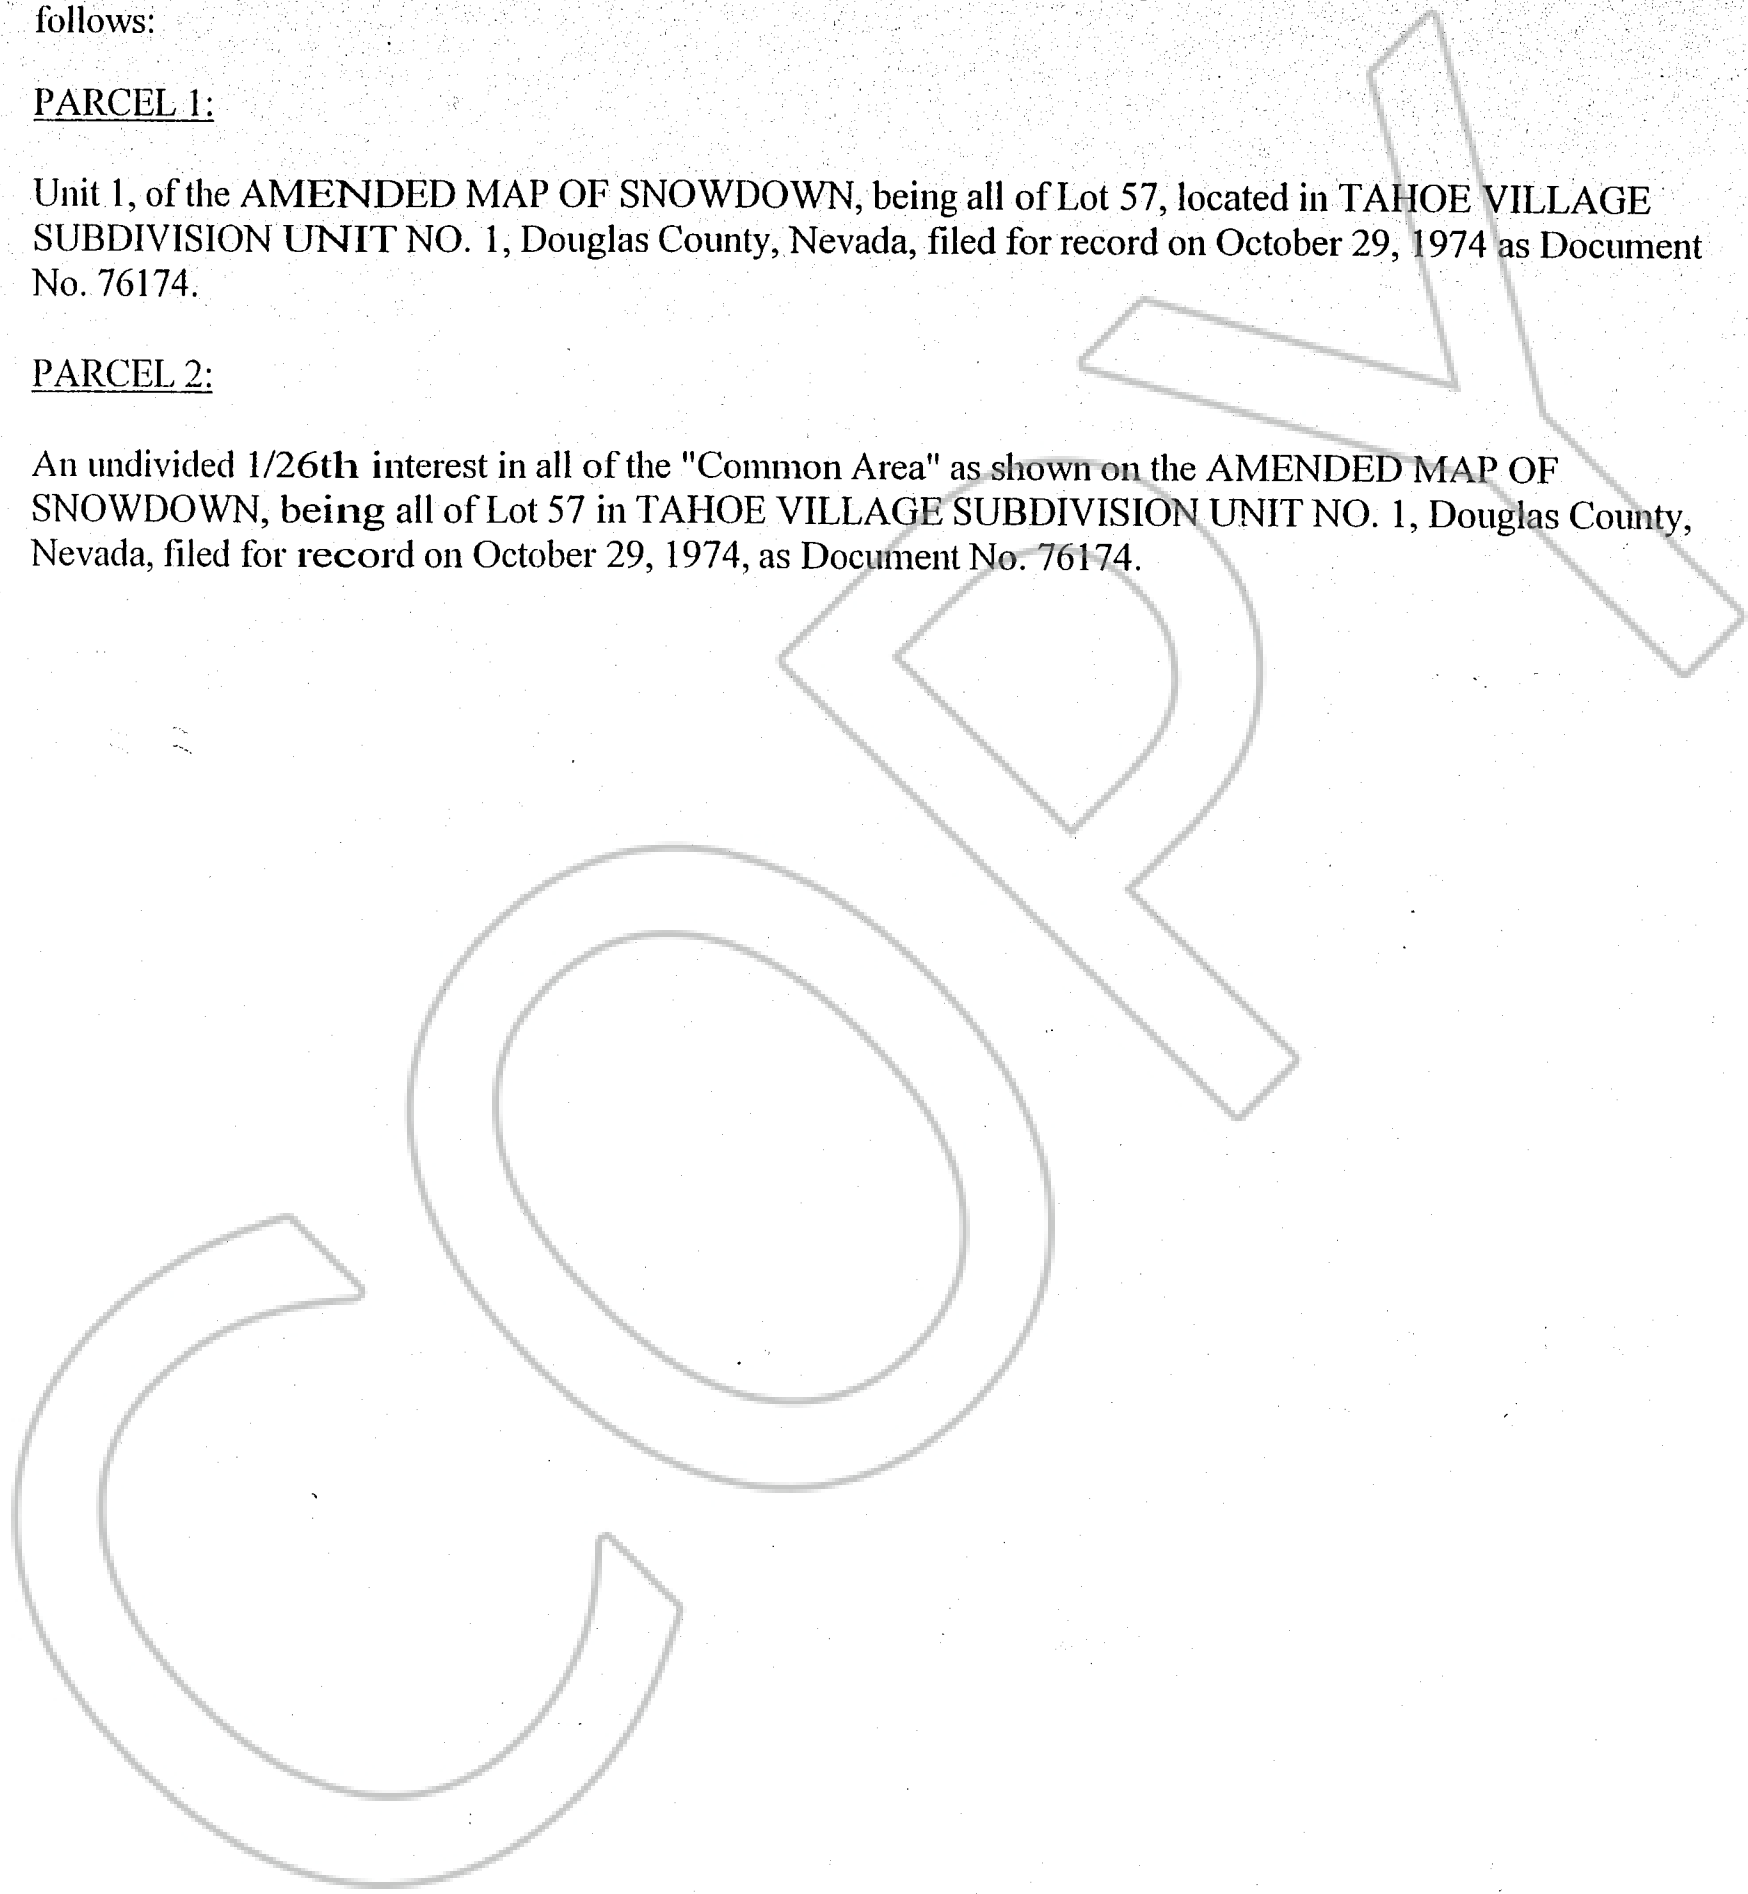 follows:
PARCEL 1:
Unit 1, of the AMENDED MAP OF SNOWDOWN, being all of Lot 57, located in TAHOE VILLAGE
SUBDIVISION UNIT NO. 1, Douglas County, Nevada, filed for record on October 29, 1974 as Document
No. 76174.
PARCEL 2:
An undivided 1/26th interest in all of the "Common Area" as shown on the AMENDED MAP OF
SNOWDOWN, being all of Lot 57 in TAHOE VILLAGE SUBDIVISION UNIT NO. 1, Douglas County,
Nevada, filed for record on October 29, 1974, as Document No. 76174.
COPY